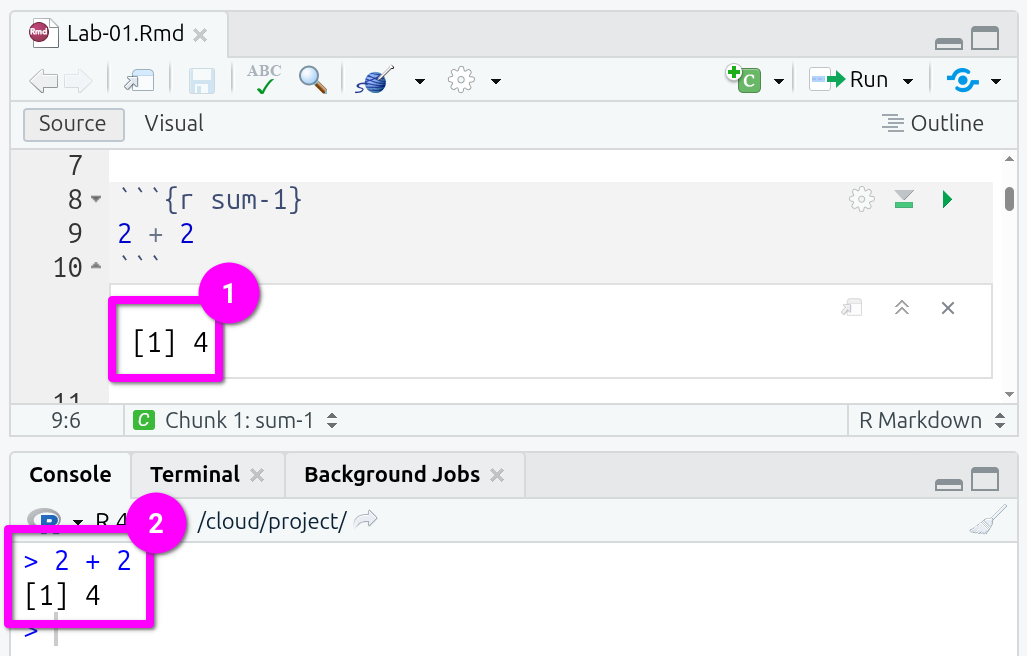 Rmd Lab-01.Rmd
ABC C Run
Source Visual Outline
7
8 ```{r sum-1}
9 2 + 2
10 ```
1
[1] 4
11
9:6 C Chunk 1: sum-1 R Markdown
Console Terminal Background Jobs
R R 4 2 /cloud/project/
> 2 + 2
[1] 4
>